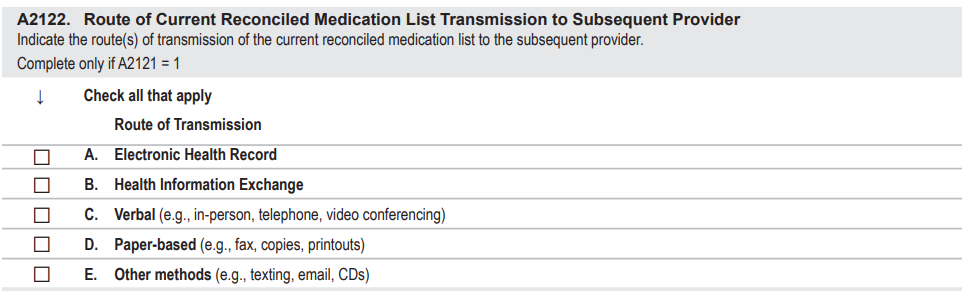 A2122. Route of Current Reconciled Medication List Transmission to Subsequent Provider
Indicate the route(s) of transmission of the current reconciled medication list to the subsequent provider.
Complete only if A2121 = 1
↓ Check all that apply
Route of Transmission
☐ A. Electronic Health Record
☐ B. Health Information Exchange
☐ C. Verbal (e.g., in-person, telephone, video conferencing)
☐ D. Paper-based (e.g., fax, copies, printouts)
☐ E. Other methods (e.g., texting, email, CDs)